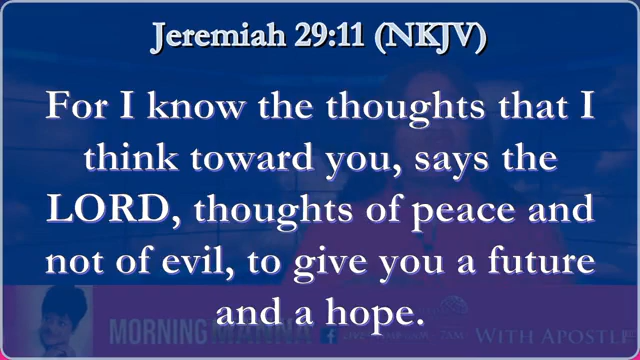 Jeremiah 29:11 (NKJV)
For I know the thoughts that I
think toward you, says the
LORD, thoughts of peace and
not of evil, to give you a future
and a hope.
MORNING MANNA
WITH APOSTLE